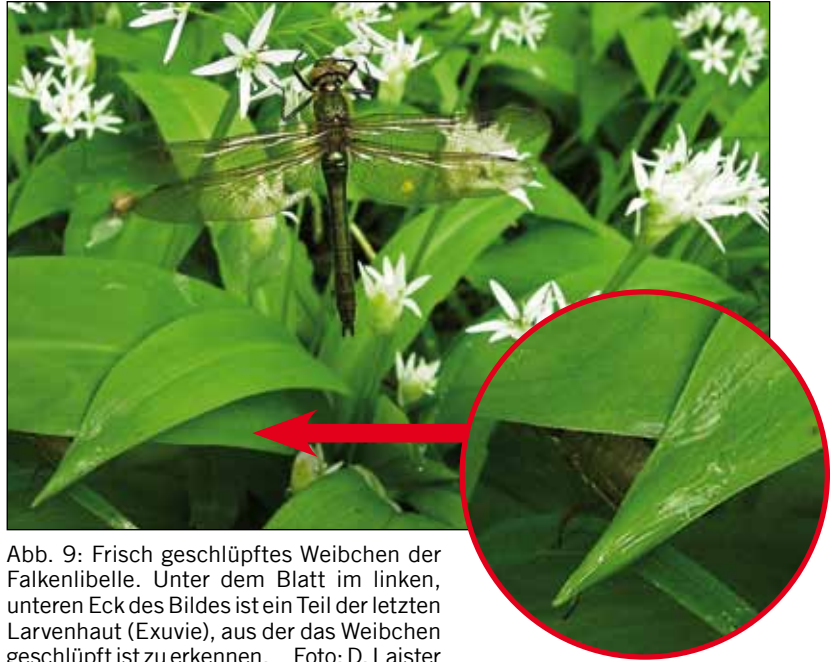 Abb. 9: Frisch geschlüpftes Weibchen der
Falkenlibelle. Unter dem Blatt im linken,
unteren Eck des Bildes ist ein Teil der letzten
Larvenhaut (Exuvie), aus der das Weibchen
geschlüpft ist zu erkennen. Foto: D. Laister